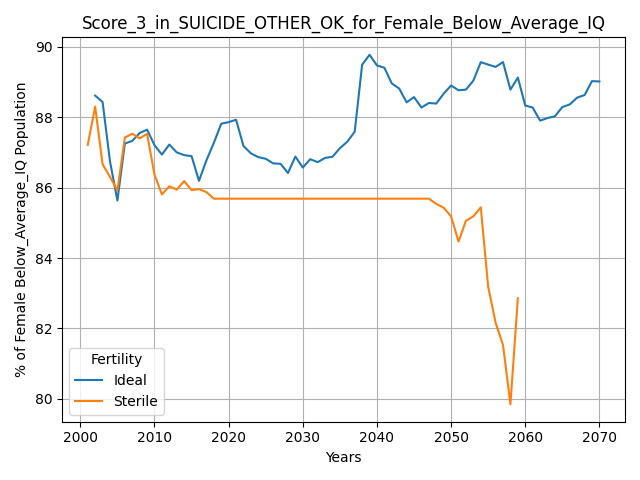 Score_3_in_SUICIDE_OTHER_OK_for_Female_Below_Average_IQ
% of Female Below_Average_IQ Population
90
88
86
84
82
80
Fertility
Ideal
Sterile
2000 2010 2020 2030 2040 2050 2060 2070
Years